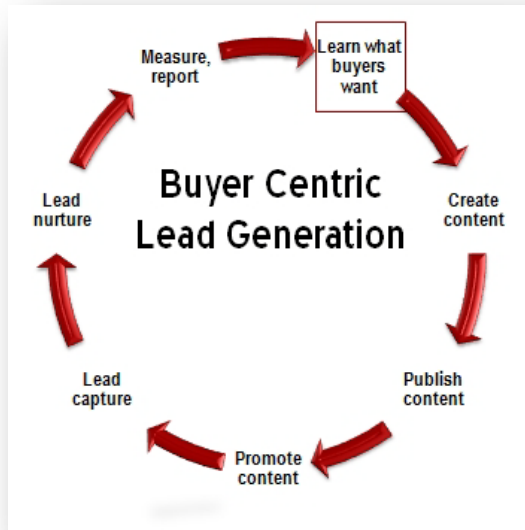 Buyer Centric
Lead Generation
Learn what
buyers
want
Create
content
Publish
content
Promote
content
Lead
capture
Lead
nurture
Measure,
report